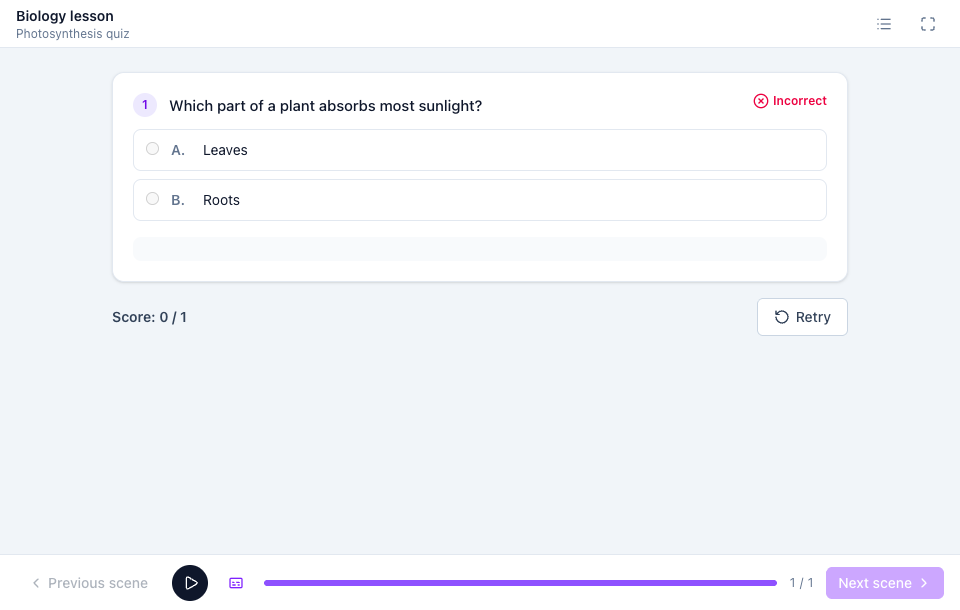 Biology lesson
Photosynthesis quiz
1 Which part of a plant absorbs most sunlight? Incorrect
A. Leaves
B. Roots
Score: 0 / 1 Retry
Previous scene 1 / 1 Next scene